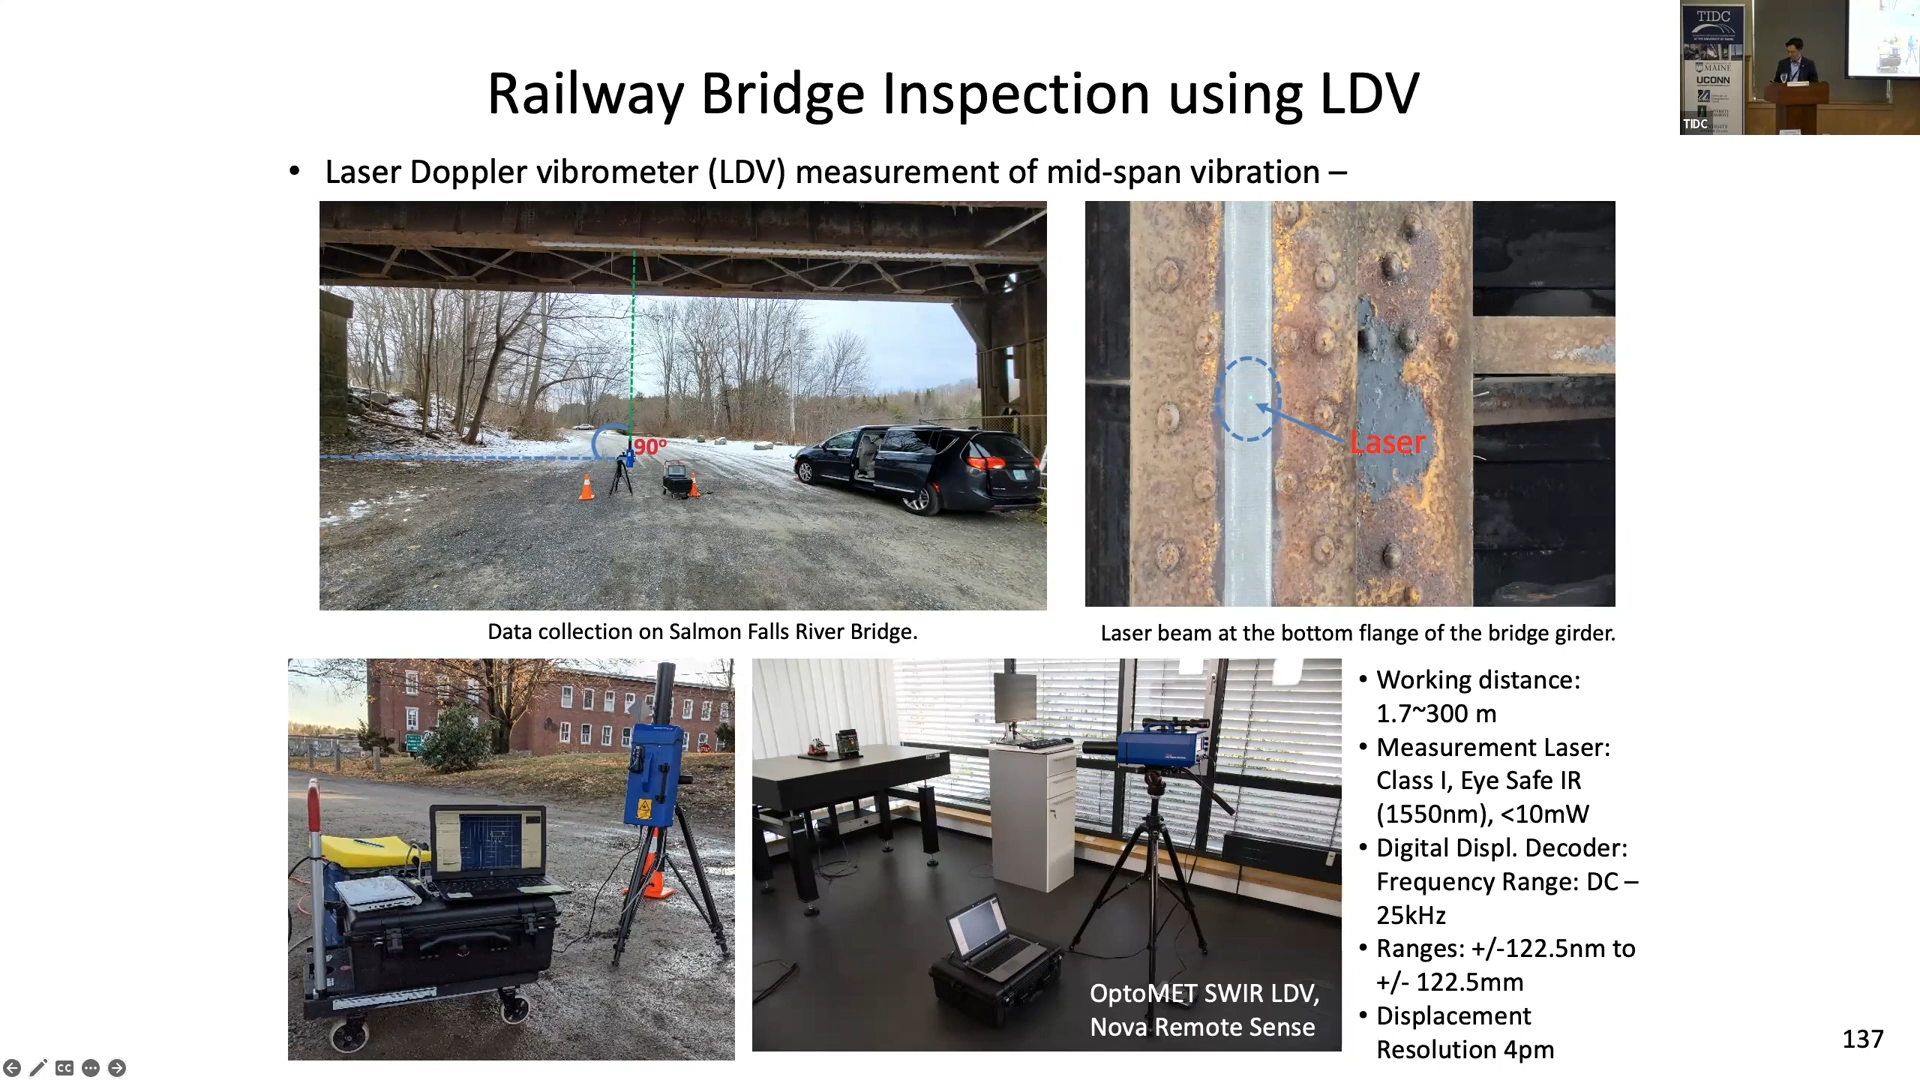 Railway Bridge Inspection using LDV
TIDC
MAINE
UCONN
TIDC
• Laser Doppler vibrometer (LDV) measurement of mid-span vibration –
90º
Laser
Data collection on Salmon Falls River Bridge.
Laser beam at the bottom flange of the bridge girder.
OptoMET SWIR LDV,
Nova Remote Sense
• Working distance:
1.7~300 m
• Measurement Laser:
Class I, Eye Safe IR
(1550nm), <10mW
• Digital Displ. Decoder:
Frequency Range: DC –
25kHz
• Ranges: +/-122.5nm to
+/- 122.5mm
• Displacement
Resolution 4pm
137
CC